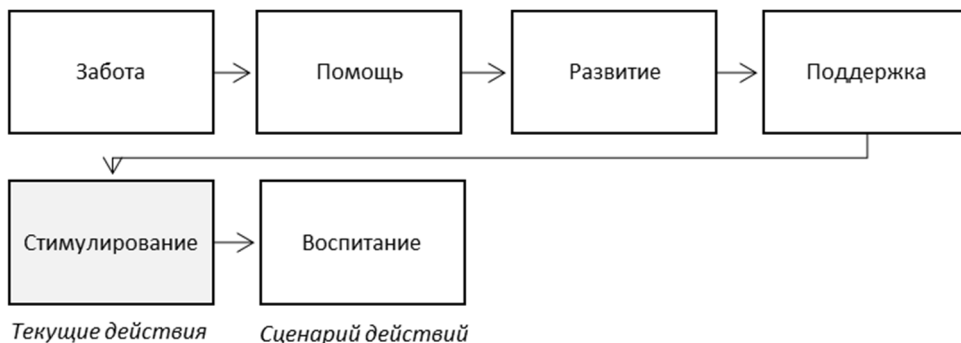 Забота
Помощь
Развитие
Поддержка
Стимулирование
Воспитание
Текущие действия
Сценарий действий